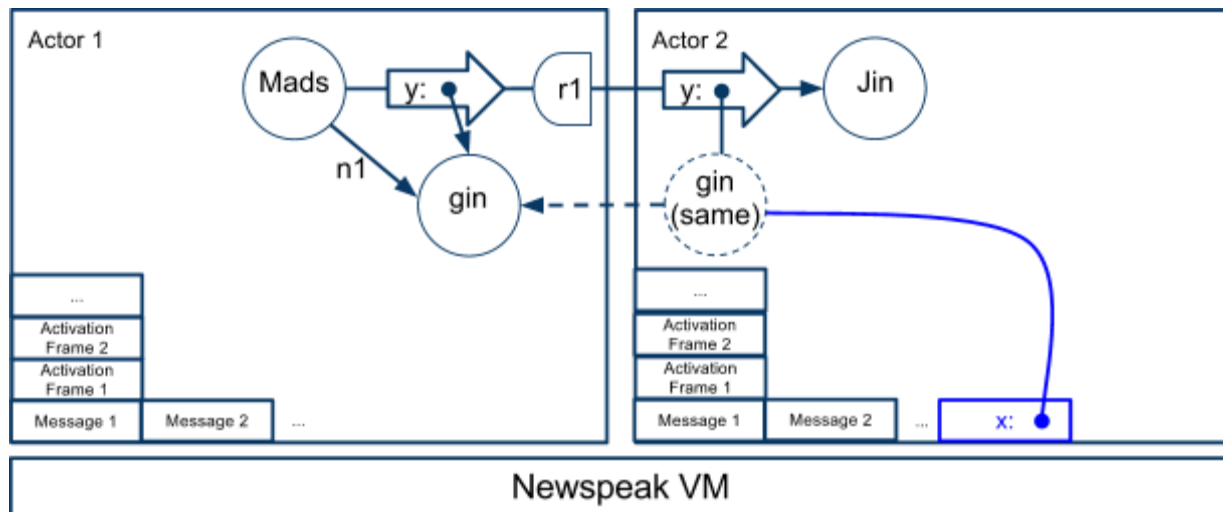 Actor 1
Mads
y:
r1
n1
gin
...
Activation
Frame 2
Activation
Frame 1
Message 1
Message 2
...
Actor 2
y:
Jin
gin
(same)
...
Activation
Frame 2
Activation
Frame 1
Message 1
Message 2
...
x:
Newspeak VM